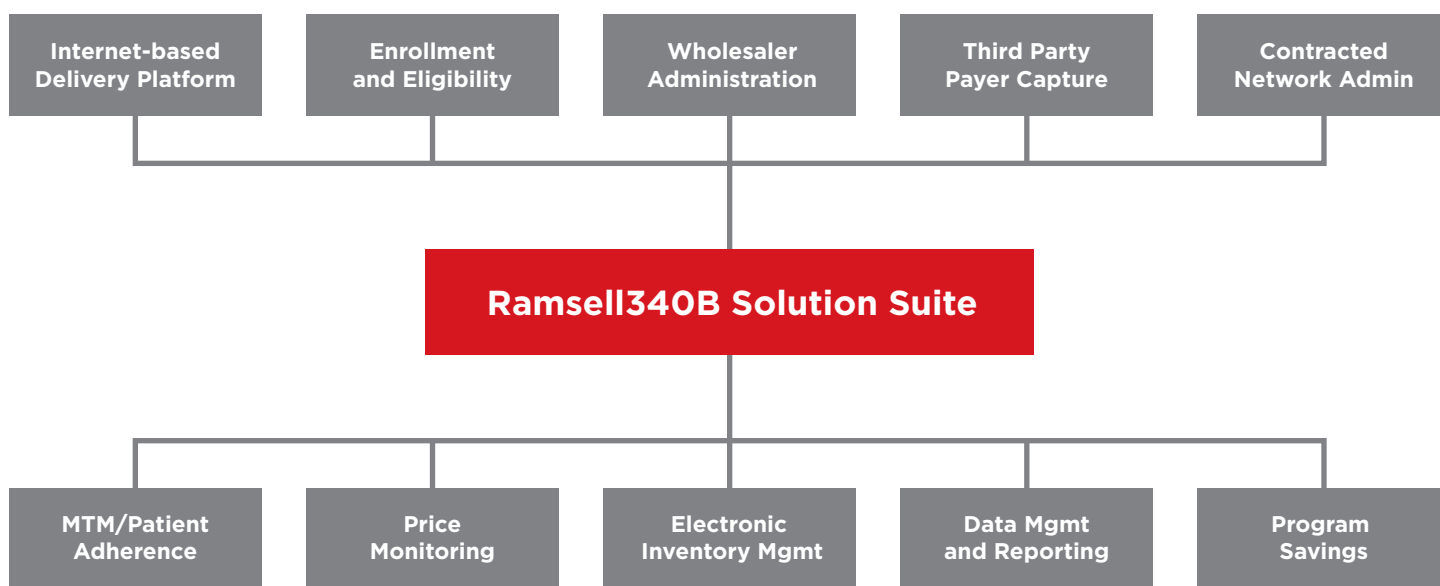 Internet-based
Delivery Platform
Enrollment
and Eligibility
Wholesaler
Administration
Third Party
Payer Capture
Contracted
Network Admin
Ramsell340B Solution Suite
MTM/Patient
Adherence
Price
Monitoring
Electronic
Inventory Mgmt
Data Mgmt
and Reporting
Program
Savings